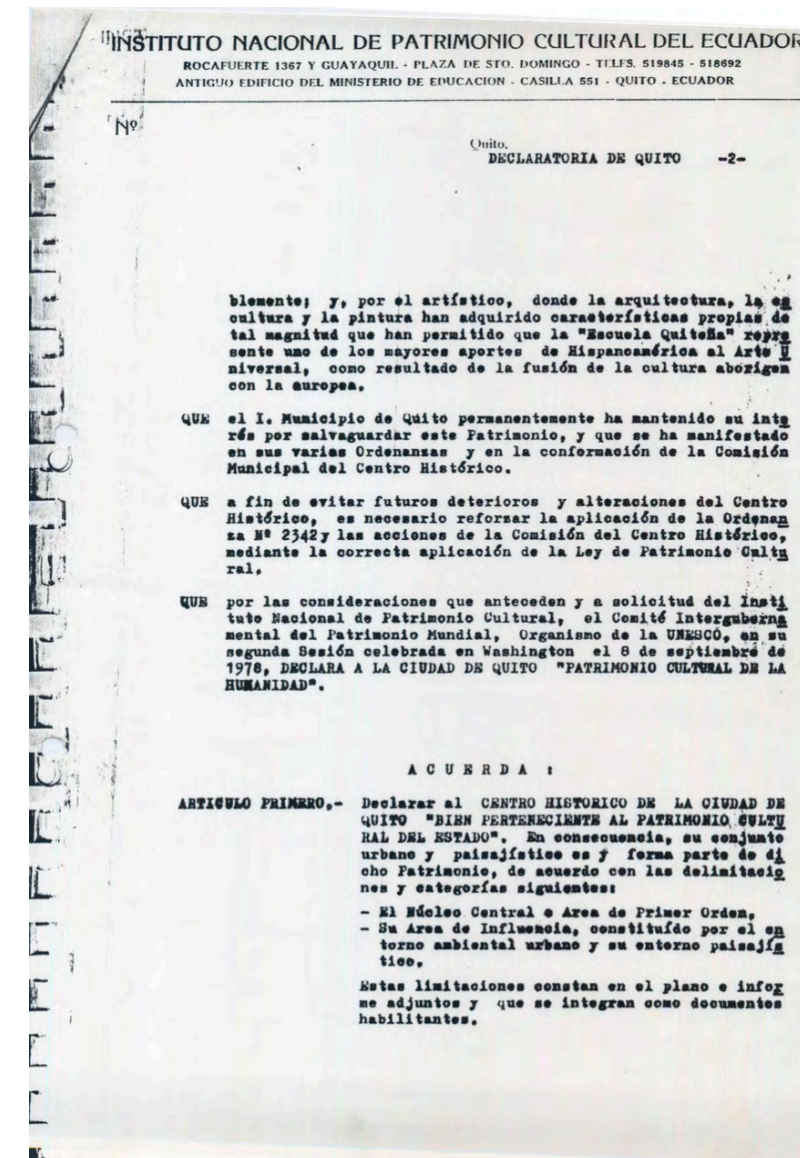 INSTITUTO NACIONAL DE PATRIMONIO CULTURAL DEL ECUADOR
ROCAFUERTE 1367 Y GUAYAQUIL - PLAZA DE STO. DOMINGO - TELFS. 519845 - 518692
ANTIGUO EDIFICIO DEL MINISTERIO DE EDUCACION - CASILLA 551 - QUITO - ECUADOR
Nº
Quito.
DECLARATORIA DE QUITO -2-
blemente; y, por el artístico, donde la arquitectura, la es
cultura y la pintura han adquirido características propias de
tal magnitud que han permitido que la "Escuela Quiteña" repre
sente uno de los mayores aportes de Hispanoamérica al Arte U
niversal, como resultado de la fusión de la cultura aborigen
con la europea.
QUE el I. Municipio de Quito permanentemente ha mantenido su inte
rés por salvaguardar este Patrimonio, y que se ha manifestado
en sus varias Ordenanzas y en la conformación de la Comisión
Municipal del Centro Histórico.
QUE a fin de evitar futuros deterioros y alteraciones del Centro
Histórico, es necesario reforzar la aplicación de la Ordenan
za Nº 2342 y las acciones de la Comisión del Centro Histórico,
mediante la correcta aplicación de la Ley de Patrimonio Cultu
ral.
QUE por las consideraciones que anteceden y a solicitud del Insti
tuto Nacional de Patrimonio Cultural, el Comité Interguberna
mental del Patrimonio Mundial, Organismo de la UNESCO, en su
segunda Sesión celebrada en Washington el 8 de septiembre de
1978, DECLARA A LA CIUDAD DE QUITO "PATRIMONIO CULTURAL DE LA
HUMANIDAD".
A C U E R D A :
ARTICULO PRIMERO.- Declarar al CENTRO HISTORICO DE LA CIUDAD DE
QUITO "BIEN PERTENECIENTE AL PATRIMONIO CULTU
RAL DEL ESTADO". En consecuencia, su conjunto
urbano y paisajístico es y forma parte de di
cho Patrimonio, de acuerdo con las delimitacio
nes y categorías siguientes:
- El Núcleo Central o Area de Primer Orden,
- Su Area de Influencia, constituído por el en
torno ambiental urbano y su entorno paisajís
tico.
Estas limitaciones constan en el plano e infor
me adjuntos y que se integran como documentos
habilitantes.